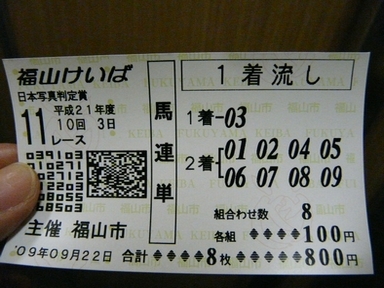 福山けいば
日本写真判定賞
平成21年度
11 10回 3日
レース
主催 福山市
'09年09月22日
馬連単
1着流し
1着-03
2着 01 02 04 05
06 07 08 09
組合わせ数 8
各組 ◆◆◆◆100円
合計◆◆◆◆8枚◆◆◆◆800円
FUKUYAMA
KEIBA